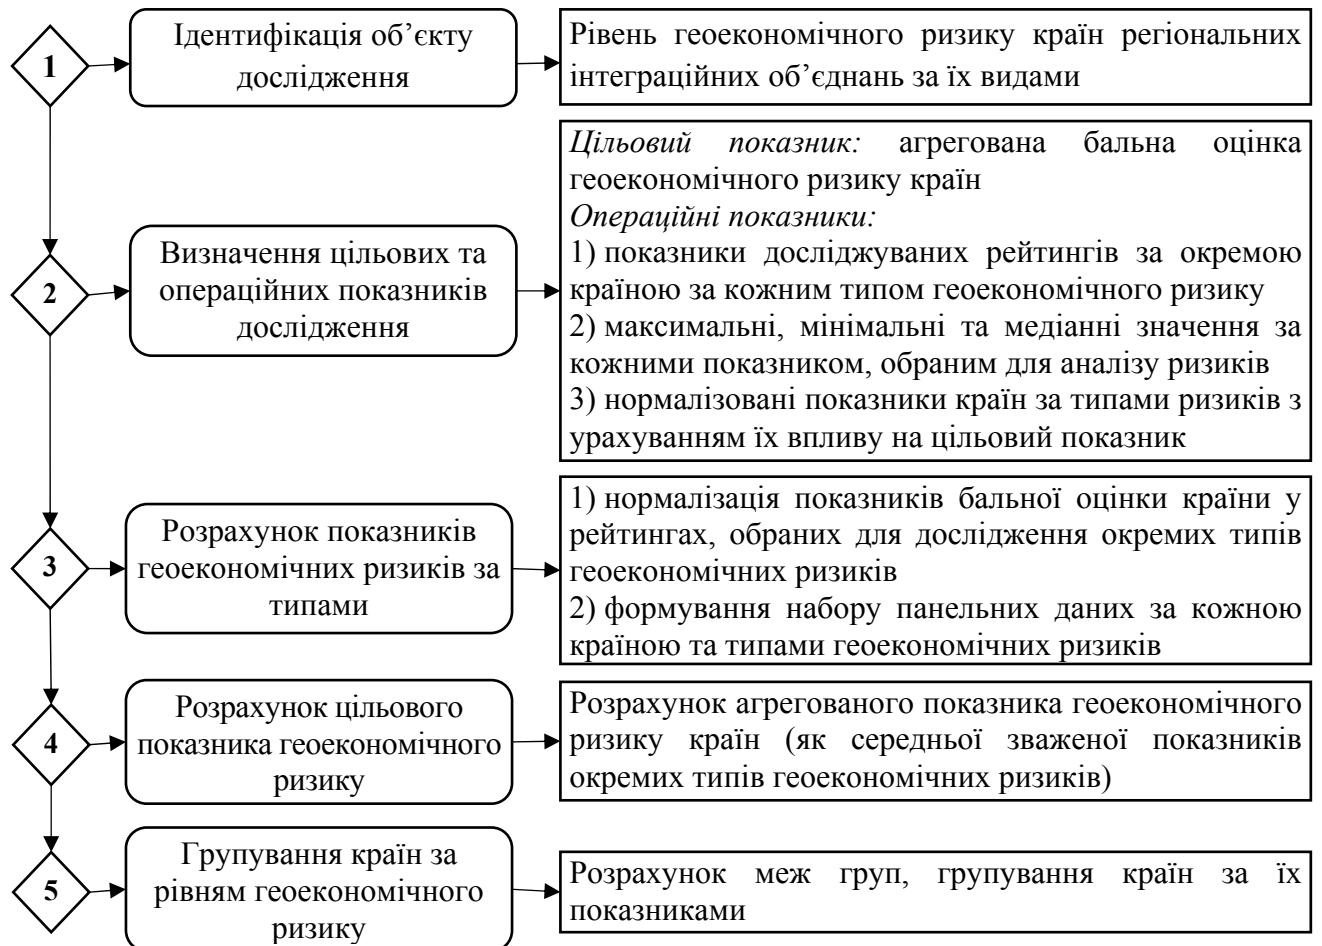 1
Ідентифікація об’єкту
дослідження
Рівень геоекономічного ризику країн регіональних
інтеграційних об’єднань за їх видами
2
Визначення цільових та
операційних показників
дослідження
Цільовий показник: агрегована бальна оцінка
геоекономічного ризику країн
Операційні показники:
1) показники досліджуваних рейтингів за окремою
країною за кожним типом геоекономічного ризику
2) максимальні, мінімальні та медіанні значення за
кожними показником, обраним для аналізу ризиків
3) нормалізовані показники країн за типами ризиків з
урахуванням їх впливу на цільовий показник
3
Розрахунок показників
геоекономічних ризиків за
типами
1) нормалізація показників бальної оцінки країни у
рейтингах, обраних для дослідження окремих типів
геоекономічних ризиків
2) формування набору панельних даних за кожною
країною та типами геоекономічних ризиків
4
Розрахунок цільового
показника геоекономічного
ризику
Розрахунок агрегованого показника геоекономічного
ризику країн (як середньої зваженої показників
окремих типів геоекономічних ризиків)
5
Групування країн за
рівням геоекономічного
ризику
Розрахунок меж груп, групування країн за їх
показниками